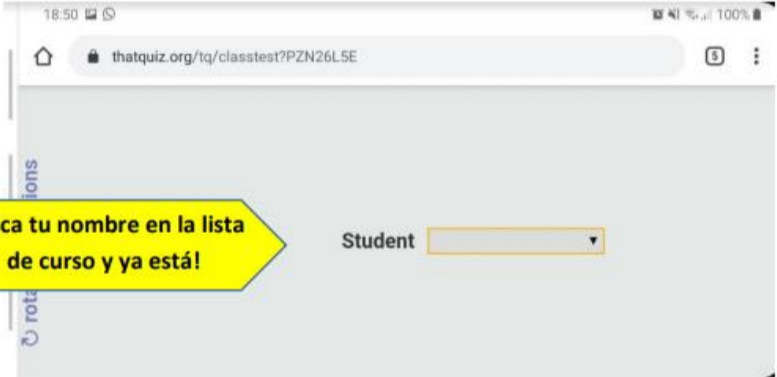 18:50
100%
thatquiz.org/tq/classtest?PZN26L5E
5
ca tu nombre en la lista
de curso y ya está!
Student
ions
rota